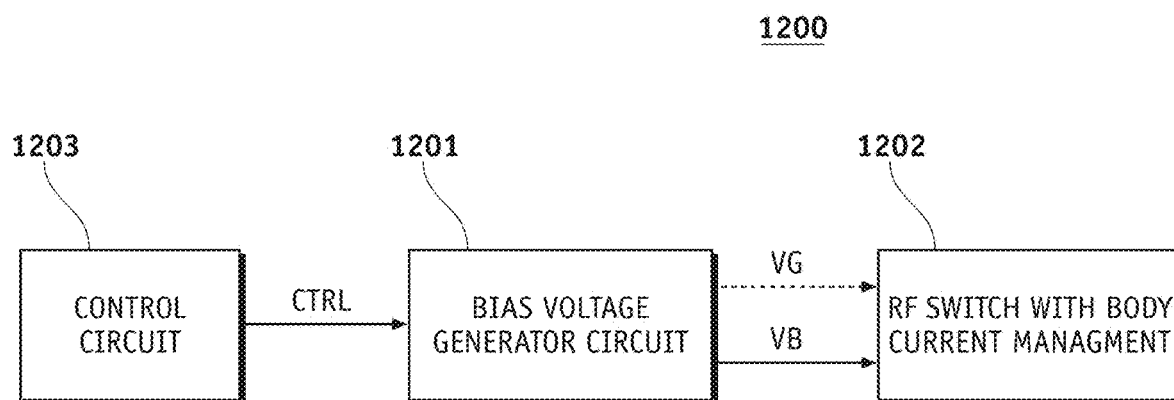 1200
1203
1201
1202
CONTROL
CIRCUIT
CTRL
BIAS VOLTAGE
GENERATOR CIRCUIT
VG
VB
RF SWITCH WITH BODY
CURRENT MANAGMENT